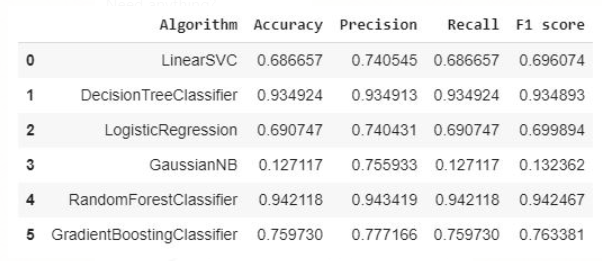 Algorithm Accuracy Precision Recall F1 score
0 LinearSVC 0.686657 0.740545 0.686657 0.696074
1 DecisionTreeClassifier 0.934924 0.934913 0.934924 0.934893
2 LogisticRegression 0.690747 0.740431 0.690747 0.699894
3 GaussianNB 0.127117 0.755933 0.127117 0.132362
4 RandomForestClassifier 0.942118 0.943419 0.942118 0.942467
5 GradientBoostingClassifier 0.759730 0.777166 0.759730 0.763381